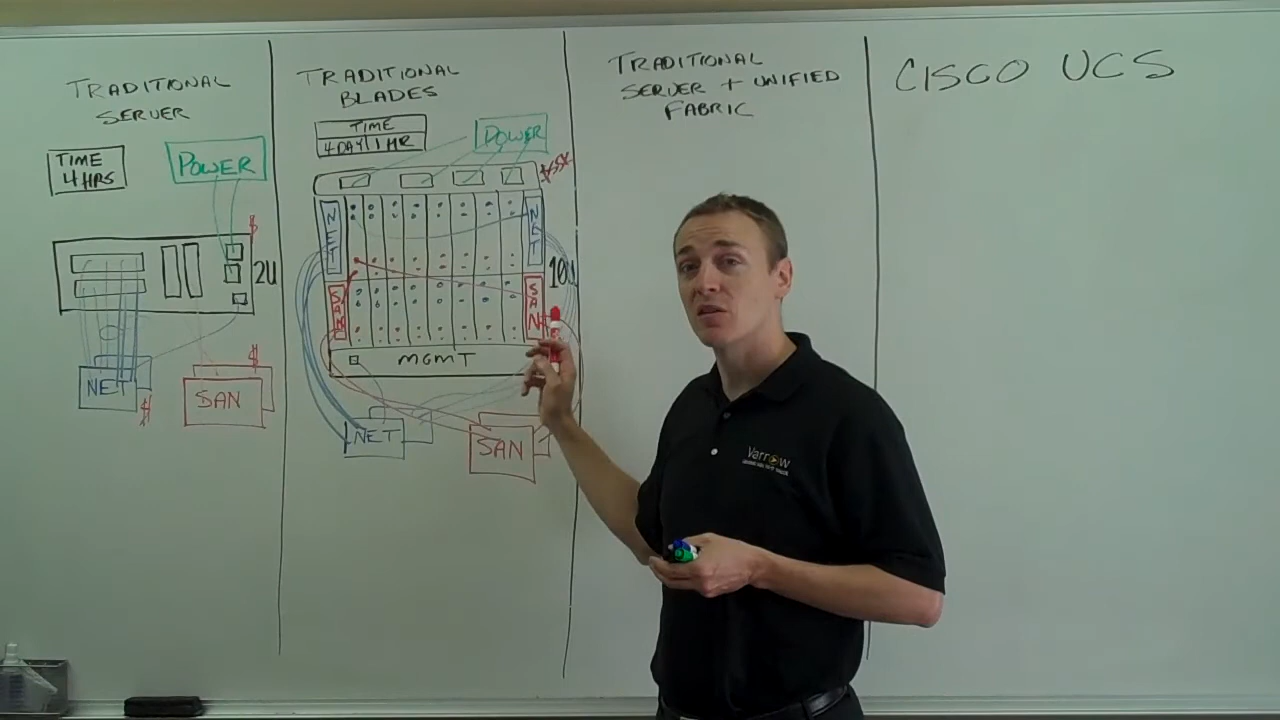 TRADITIONAL
SERVER
TIME
4 HRS
POWER
$
2U
NET
$
$
SAN
TRADITIONAL
BLADES
TIME
4 DAY/1 HR
POWER
NET
NET
10U
SAN
SAN
MGMT
NET
SAN
TRADITIONAL
SERVER + UNIFIED
FABRIC
CISCO UCS
Varrow